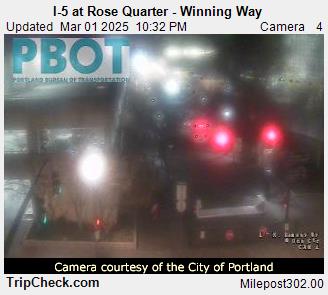 I-5 at Rose Quarter - Winning Way
Updated Mar 01 2025 10:32 PM Camera 4
PBOT
PORTLAND BUREAU OF TRANSPORTATION
Camera courtesy of the City of Portland
TripCheck.com Milepost302.00